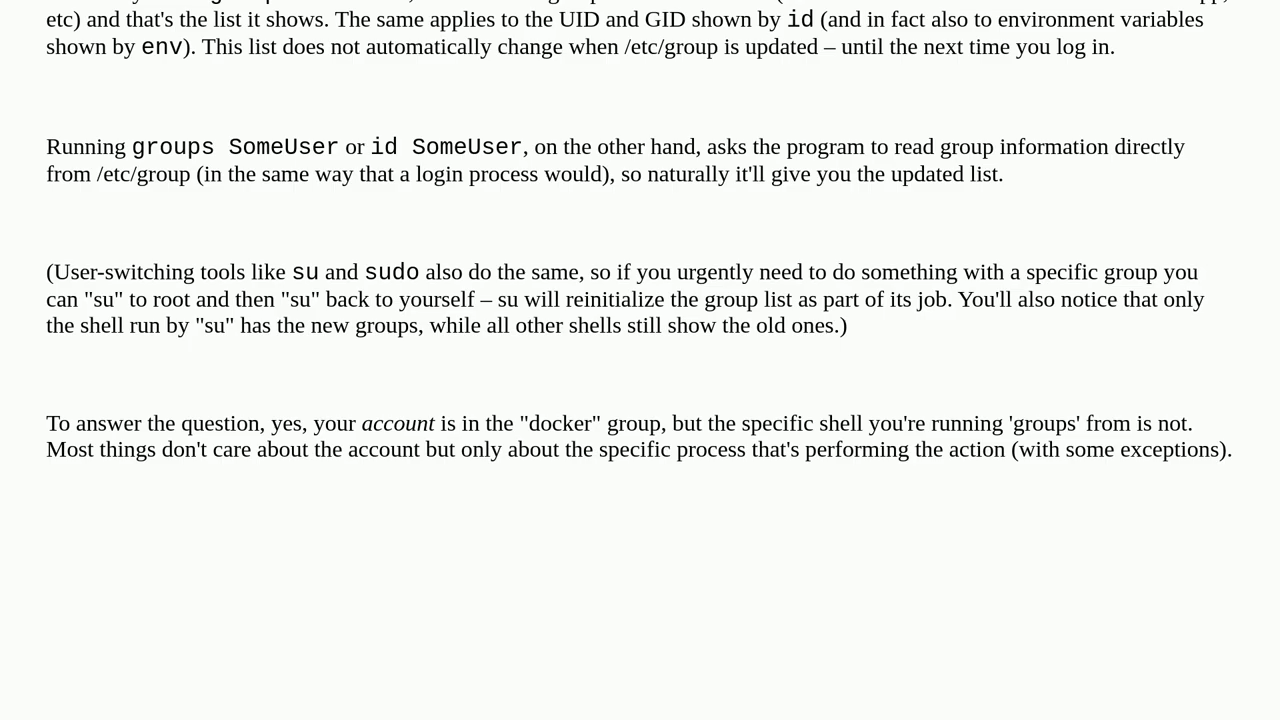 etc) and that's the list it shows. The same applies to the UID and GID shown by id (and in fact also to environment variables
shown by env). This list does not automatically change when /etc/group is updated – until the next time you log in.
Running groups SomeUser or id SomeUser, on the other hand, asks the program to read group information directly
from /etc/group (in the same way that a login process would), so naturally it'll give you the updated list.
(User-switching tools like su and sudo also do the same, so if you urgently need to do something with a specific group you
can "su" to root and then "su" back to yourself – su will reinitialize the group list as part of its job. You'll also notice that only
the shell run by "su" has the new groups, while all other shells still show the old ones.)
To answer the question, yes, your account is in the "docker" group, but the specific shell you're running 'groups' from is not.
Most things don't care about the account but only about the specific process that's performing the action (with some exceptions).